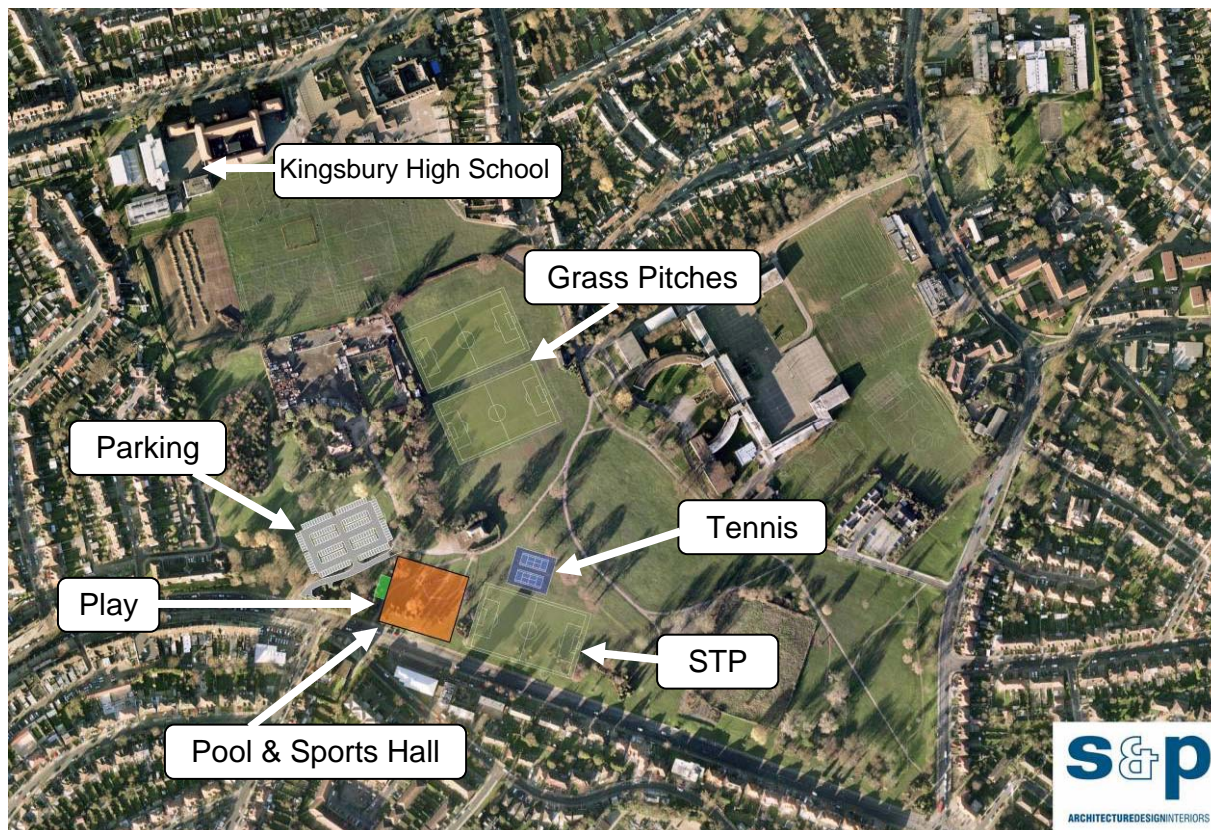 Kingsbury High School
Grass Pitches
Parking
Tennis
Play
STP
Pool & Sports Hall
s&p
ARCHITECTUREDESIGNINTERIORS